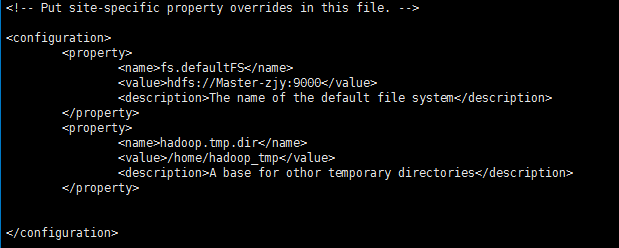 <!-- Put site-specific property overrides in this file. -->
<configuration>
<property>
<name>fs.defaultFS</name>
<value>hdfs://Master-zjy:9000</value>
<description>The name of the default file system</description>
</property>
<property>
<name>hadoop.tmp.dir</name>
<value>/home/hadoop_tmp</value>
<description>A base for othor temporary directories</description>
</property>
</configuration>